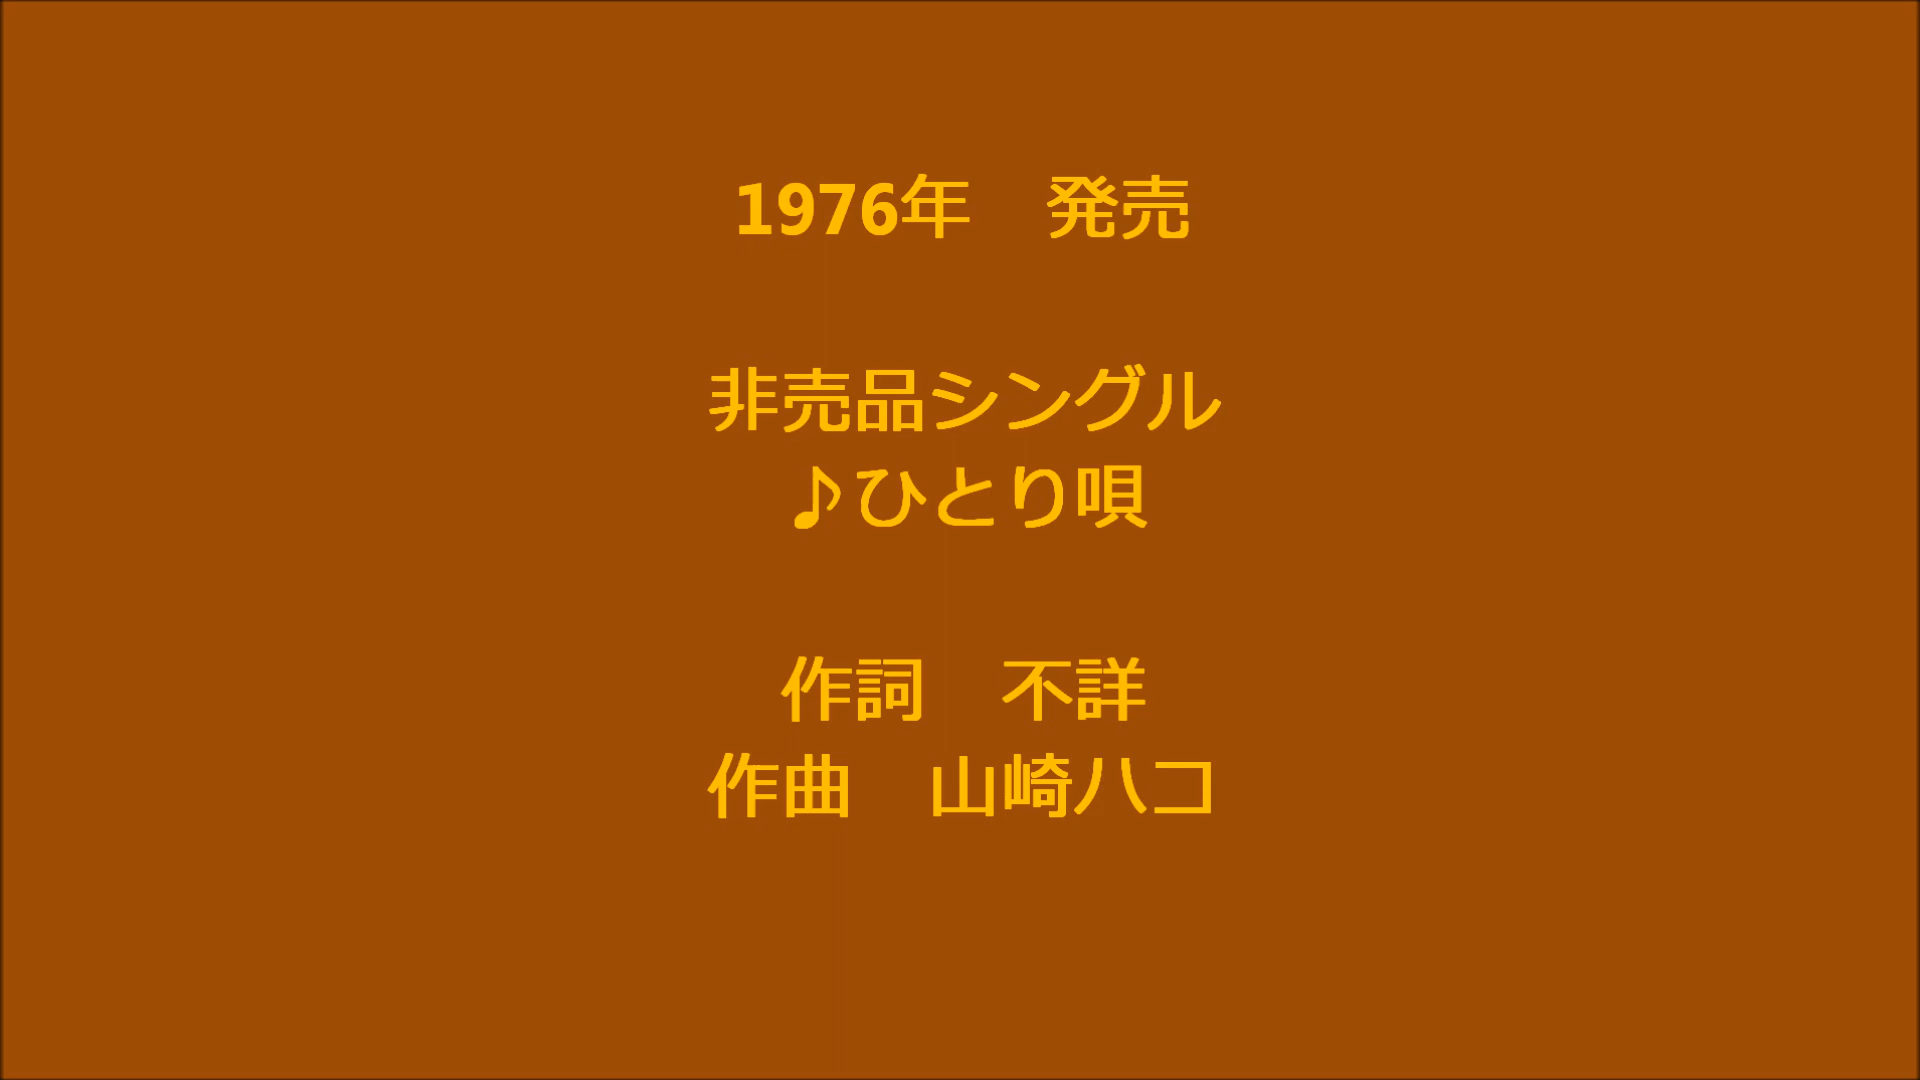 1976年　発売
非売品シングル
♪ひとり唄
作詞　不詳
作曲　山崎ハコ